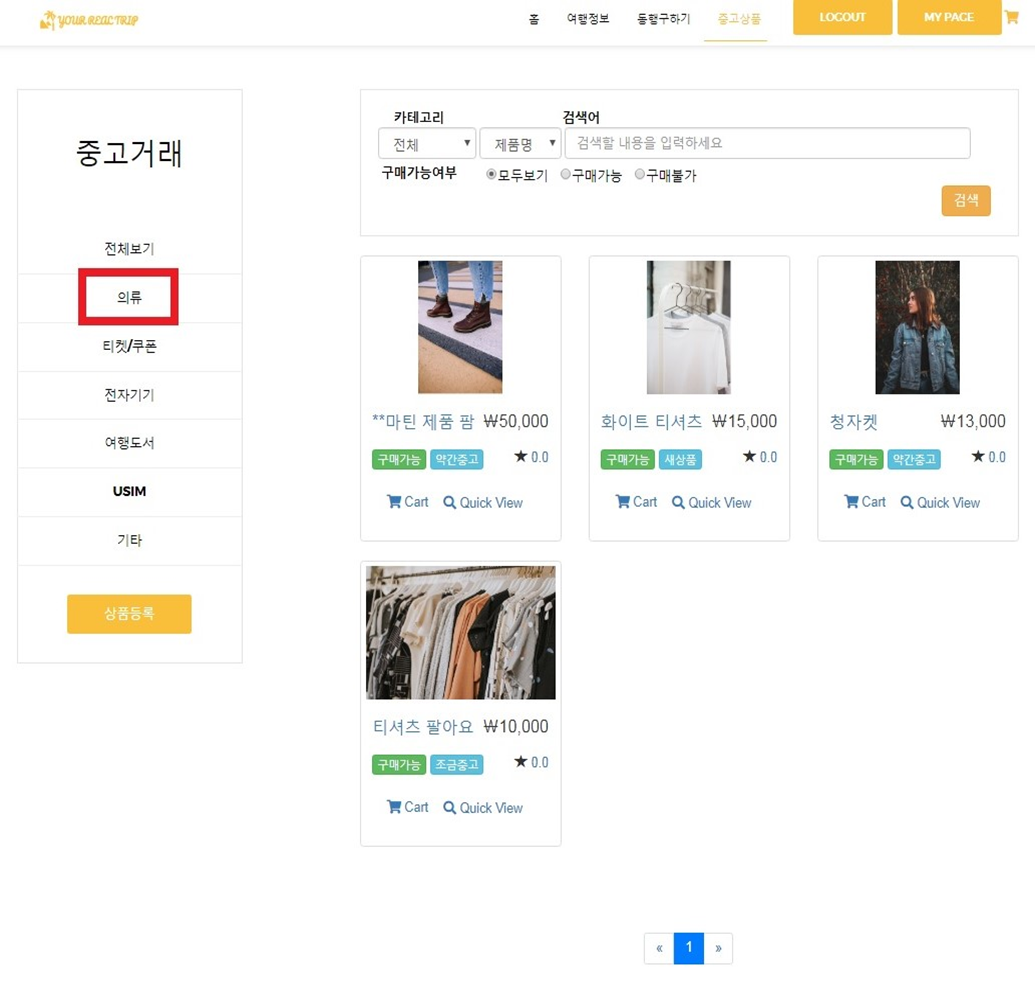 YOUR REAL TRIP
홈 여행정보 동행구하기 중고상품 LOGOUT MY PAGE
중고거래
전체보기
의류
티켓/쿠폰
전자기기
여행도서
USIM
기타
상품등록
카테고리 검색어
전체 제품명 검색할 내용을 입력하세요
구매가능여부 모두보기 구매가능 구매불가
검색
**마틴 제품 팜 ₩50,000
구매가능 약간중고 ★ 0.0
Cart Quick View
화이트 티셔츠 ₩15,000
구매가능 새상품 ★ 0.0
Cart Quick View
청자켓 ₩13,000
구매가능 약간중고 ★ 0.0
Cart Quick View
티셔츠 팔아요 ₩10,000
구매가능 조금중고 ★ 0.0
Cart Quick View
« 1 »